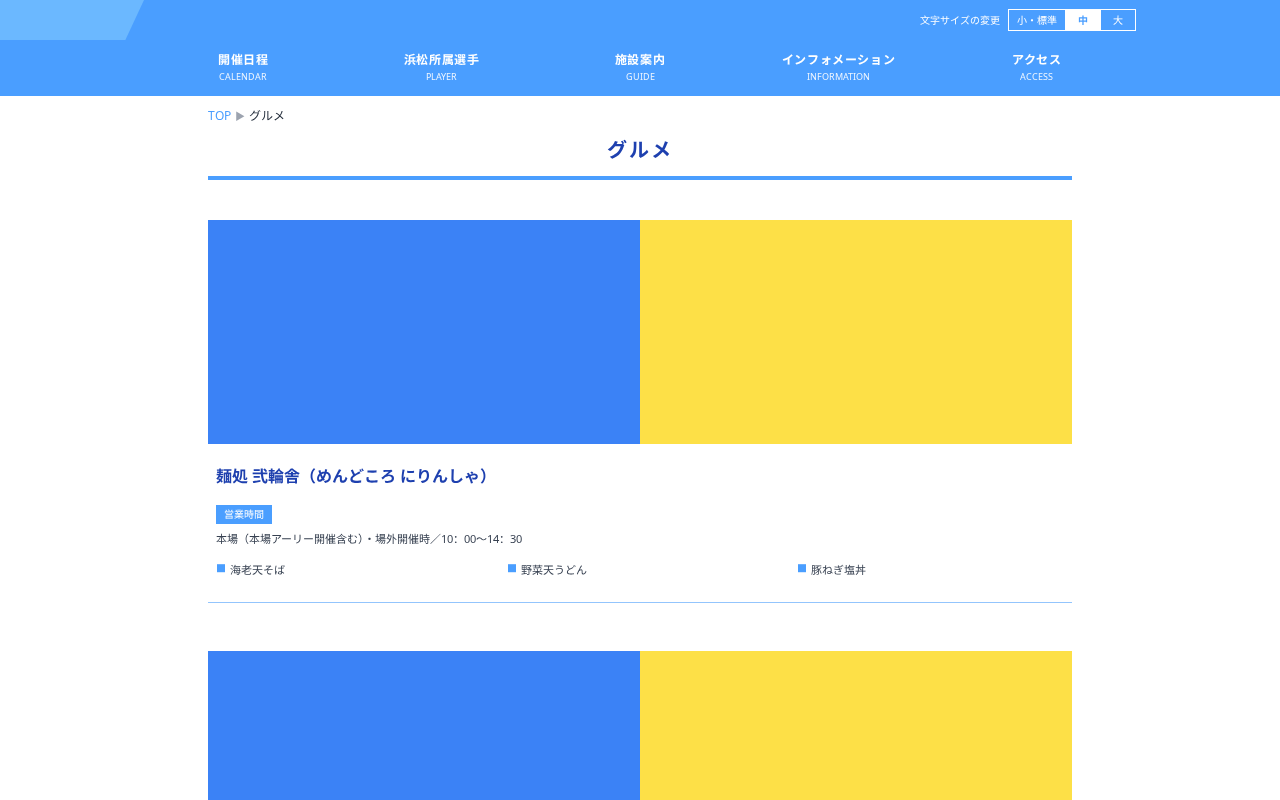 文字サイズの変更 小・標準 中 大
開催日程 浜松所属選手 施設案内 インフォメーション アクセス
CALENDAR PLAYER GUIDE INFORMATION ACCESS
TOP ▶ グルメ
グルメ
麺処 弐輪舎（めんどころ にりんしゃ）
営業時間
本場（本場アーリー開催含む）・場外開催時／10：00〜14：30
■ 海老天そば ■ 野菜天うどん ■ 豚ねぎ塩丼